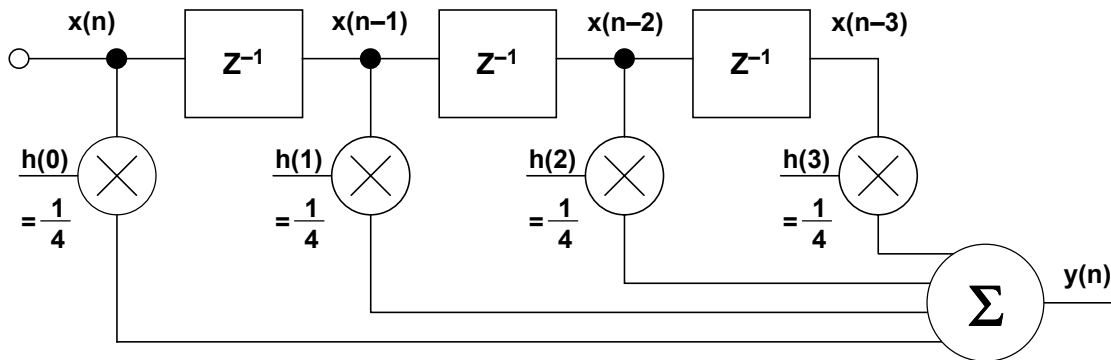 x(n) x(n–1) x(n–2) x(n–3)
Z–1 Z–1 Z–1
h(0) h(1) h(2) h(3)
= 1/4 = 1/4 = 1/4 = 1/4
y(n)
Σ